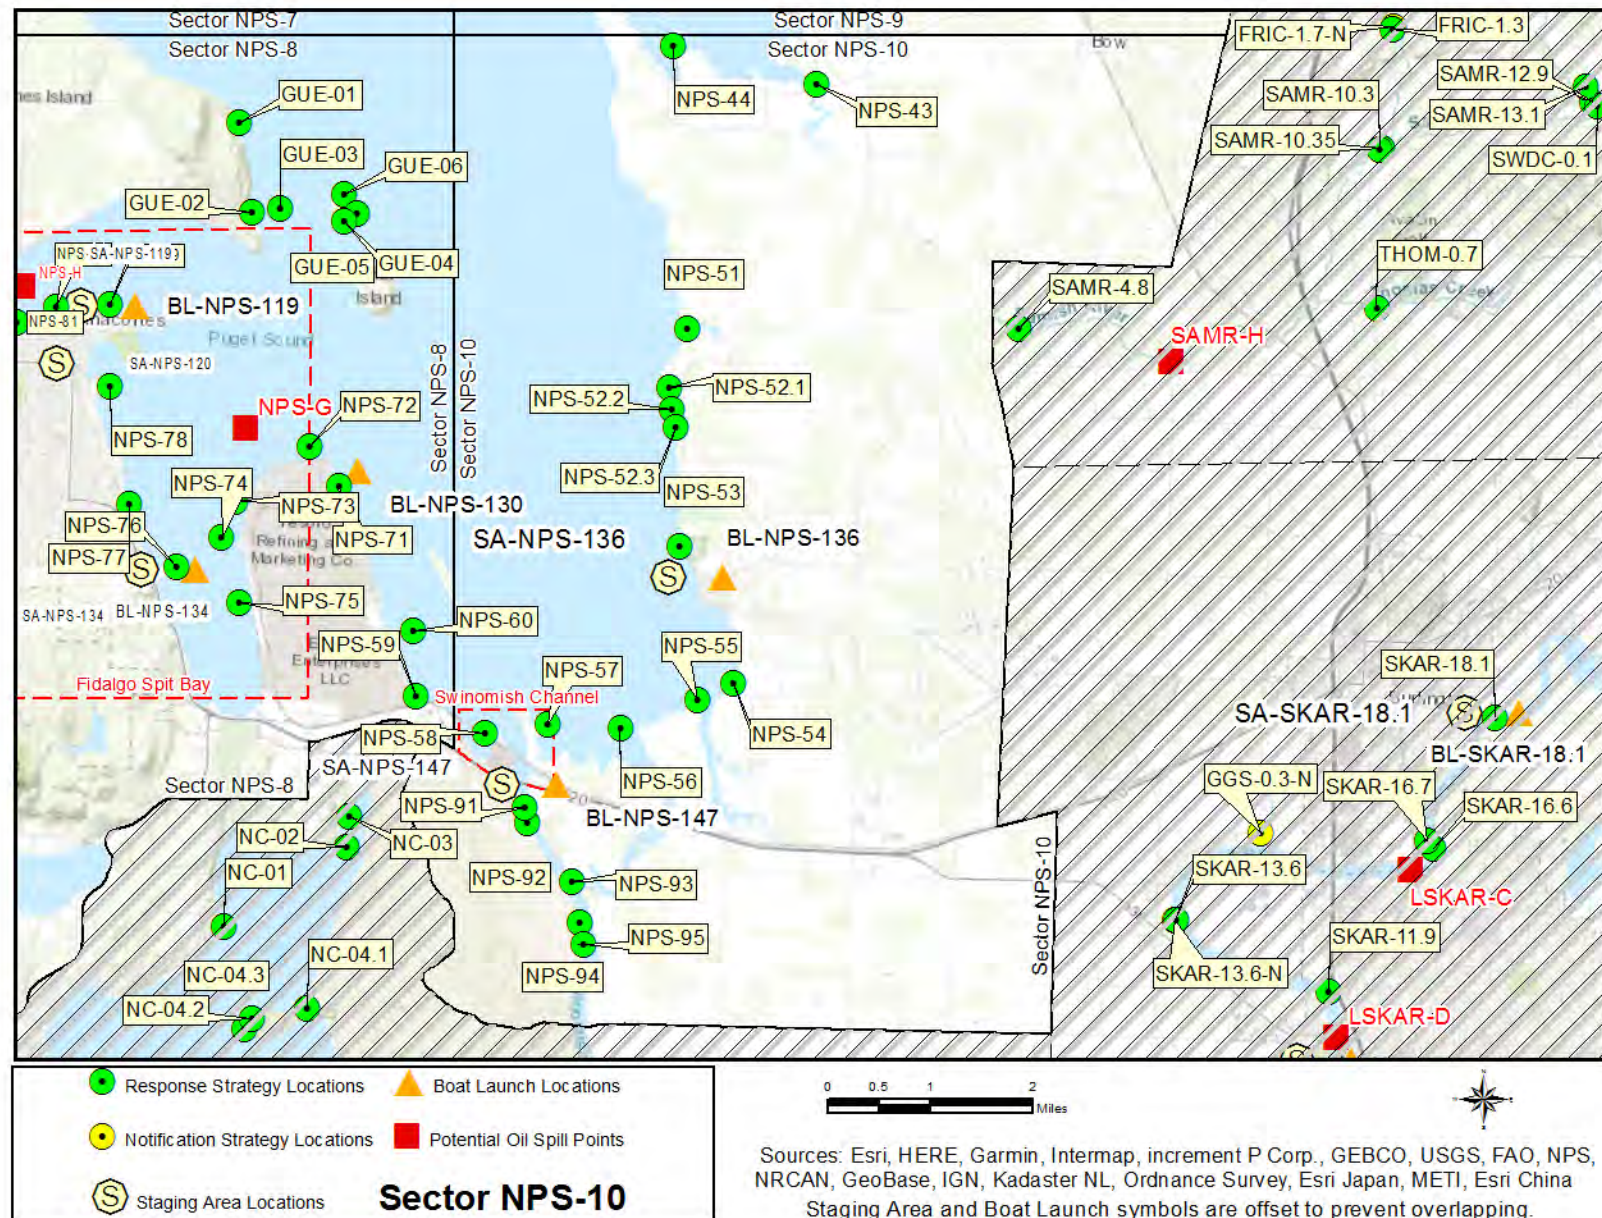 Sector NPS-7
Sector NPS-9
Sector NPS-8
Sector NPS-10
Bow
FRIC-1.7-N
FRIC-1.3
SAMR-12.9
SAMR-10.3
SAMR-13.1
SAMR-10.35
SWDC-0.1
GUE-01
NPS-44
NPS-43
GUE-03
GUE-06
GUE-02
GUE-05
GUE-04
Island
NPS-H
SA-NPS-119
NPS-81
BL-NPS-119
Puget Sound
SA-NPS-120
NPS-51
SAMR-4.8
THOM-0.7
SAMR-H
NPS-G
NPS-72
NPS-78
Sector NPS-8
Sector NPS-10
NPS-52.1
NPS-52.2
NPS-52.3
NPS-53
NPS-74
NPS-73
BL-NPS-130
NPS-76
NPS-71
Refining
Marketing Co
NPS-77
SA-NPS-136
BL-NPS-136
SA-NPS-134
BL-NPS-134
NPS-75
NPS-60
NPS-59
Enterprises
LLC
NPS-55
Fidalgo Spit Bay
Swinomish Channel
NPS-57
NPS-54
SKAR-18.1
SA-SKAR-18.1
BL-SKAR-18.1
NPS-58
SA-NPS-147
Sector NPS-8
NPS-56
NPS-91
20
BL-NPS-147
20
GGS-0.3-N
SKAR-16.7
SKAR-16.6
NC-02
NC-03
NC-01
NPS-92
NPS-93
SKAR-13.6
LSKAR-C
NC-04.3
NC-04.1
NC-04.2
NPS-95
NPS-94
Sector NPS-10
SKAR-13.6-N
SKAR-11.9
LSKAR-D
Response Strategy Locations
Boat Launch Locations
Notification Strategy Locations
Potential Oil Spill Points
Staging Area Locations
Sector NPS-10
0 0.5 1 2
Miles
Sources: Esri, HERE, Garmin, Intermap, increment P Corp., GEBCO, USGS, FAO, NPS,
NRCAN, GeoBase, IGN, Kadaster NL, Ordnance Survey, Esri Japan, METI, Esri China
Staging Area and Boat Launch symbols are offset to prevent overlapping.